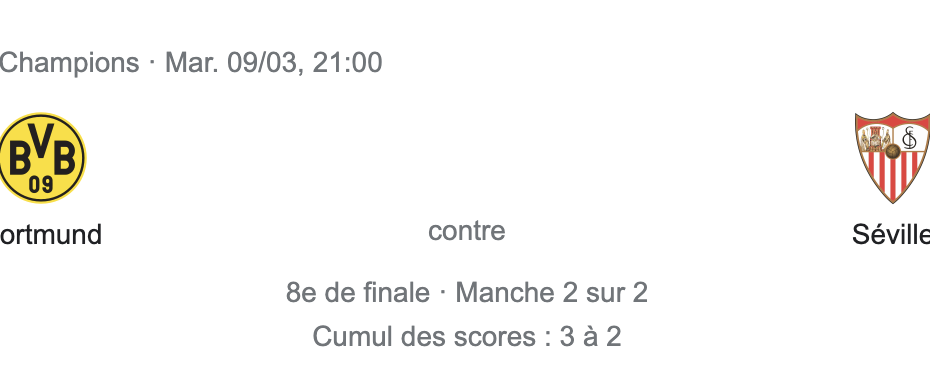 Champions · Mar. 09/03, 21:00
BVB
09
ortmund
contre
Séville
8e de finale · Manche 2 sur 2
Cumul des scores : 3 à 2